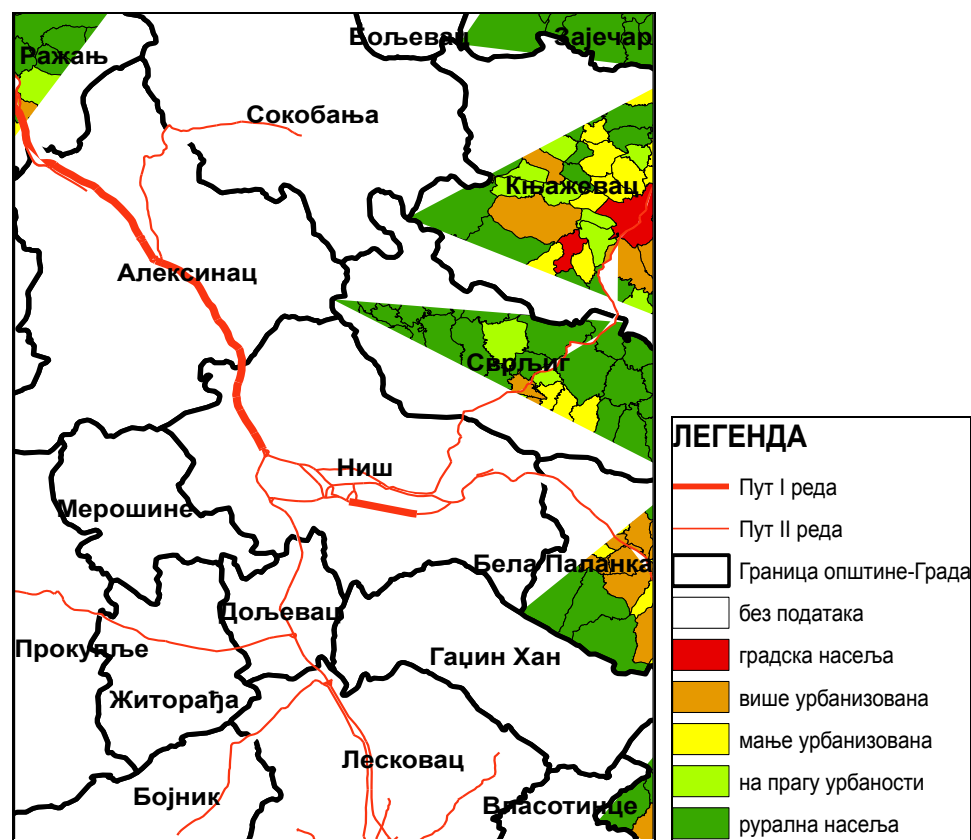 Бољевац
Зајечар
Ражањ
Сокобања
Књажевац
Алексинац
Сврљиг
Ниш
Мерошине
Бела Паланка
Дољевац
Прокупље
Гаџин Хан
Житорађа
Лесковац
Бојник
Власотинце
ЛЕГЕНДА
Пут I реда
Пут II реда
Граница општине-Града
без података
градска насеља
више урбанизована
мање урбанизована
на прагу урбаности
рурална насеља